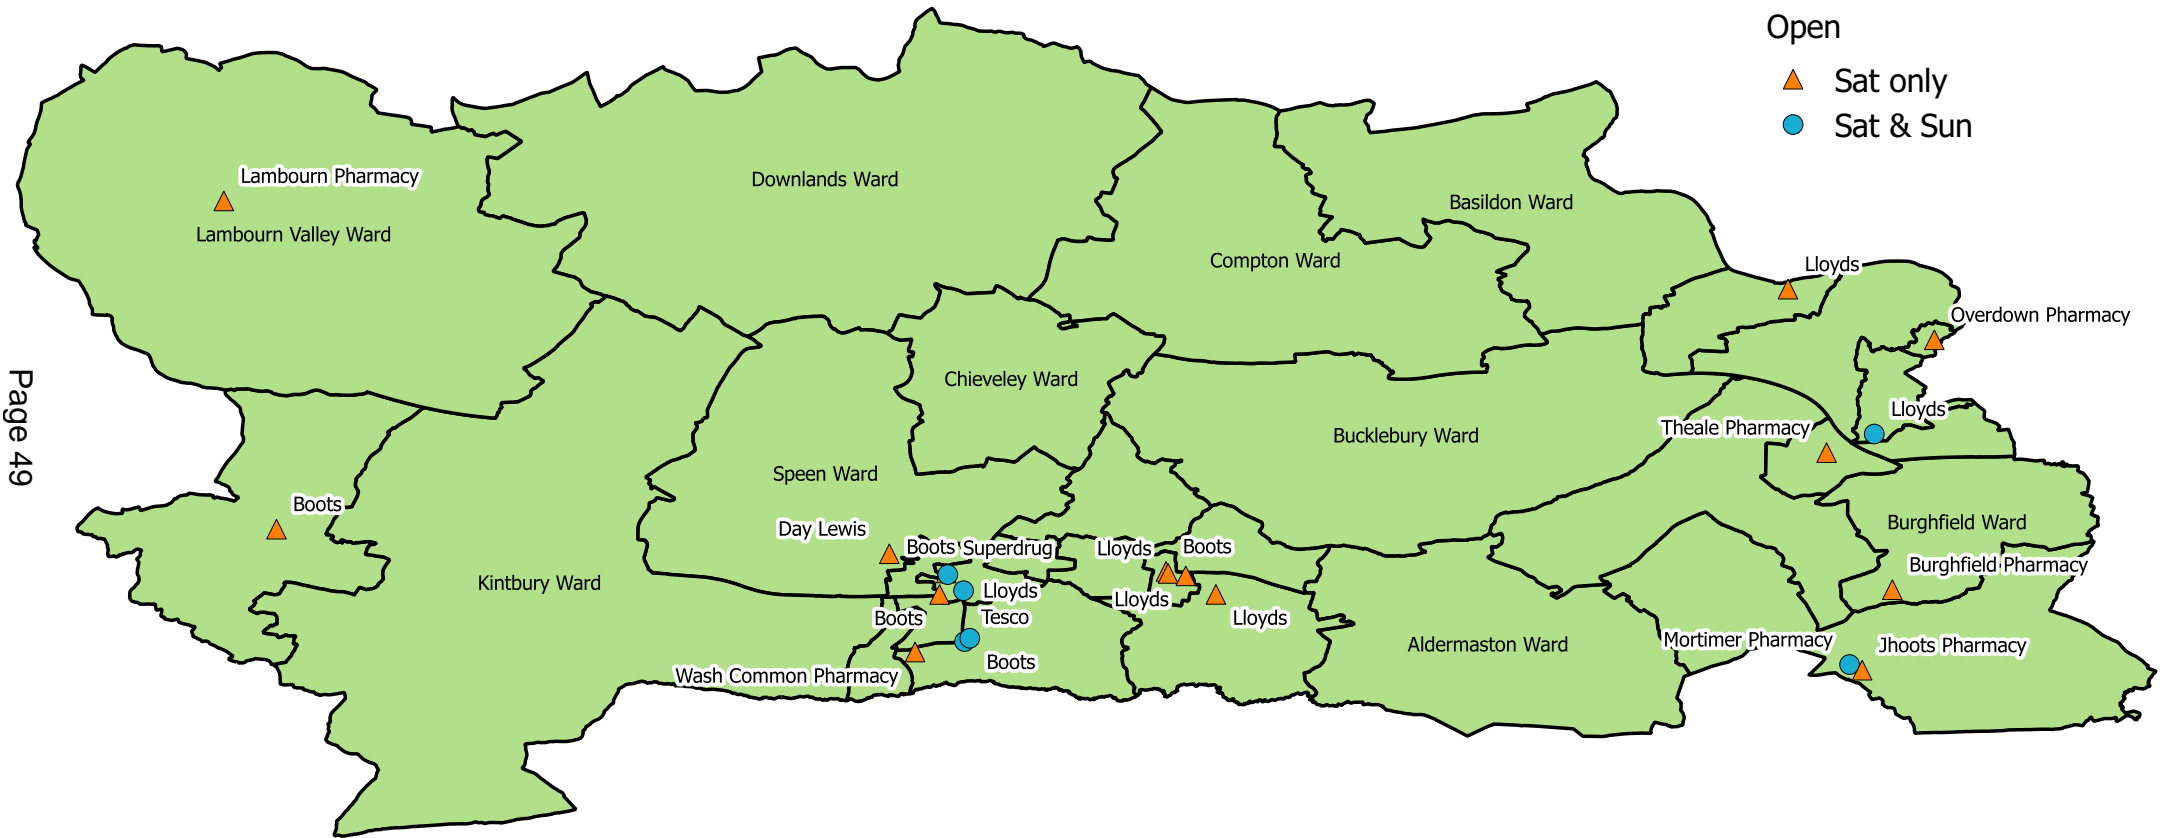 Open
Sat only
Sat & Sun
Lambourn Pharmacy
Lambourn Valley Ward
Downlands Ward
Basildon Ward
Compton Ward
Lloyds
Overdown Pharmacy
Chieveley Ward
Lloyds
Theale Pharmacy
Bucklebury Ward
Speen Ward
Page 49
Boots
Day Lewis
Burghfield Ward
Boots
Superdrug
Lloyds
Boots
Burghfield Pharmacy
Kintbury Ward
Lloyds
Lloyds
Boots
Tesco
Lloyds
Aldermaston Ward
Mortimer Pharmacy
Jhoots Pharmacy
Boots
Wash Common Pharmacy